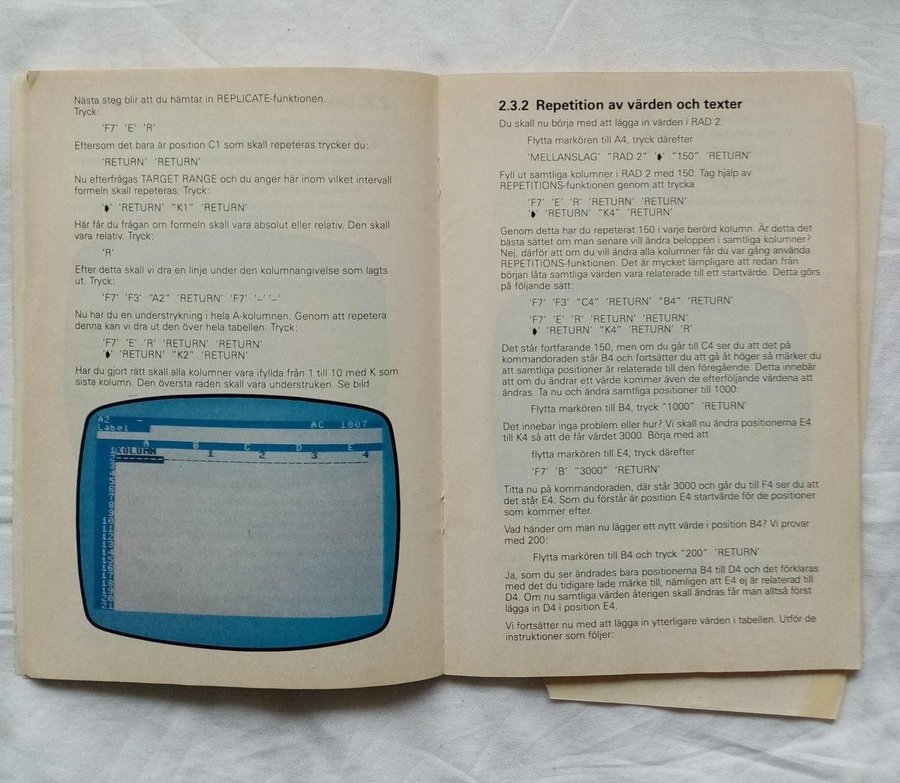 Nästa steg blir att du hämtar in REPLICATE-funktionen.
Tryck:
'F7' 'E' 'R'
Eftersom det bara är position C1 som skall repeteras trycker du:
'RETURN' 'RETURN'
Nu efterfrågas TARGET RANGE och du anger här inom vilket intervall
formeln skall repeteras. Tryck:
'♦' 'RETURN' "K1" 'RETURN'
Här får du frågan om formeln skall vara absolut eller relativ. Den skall
vara relativ. Tryck:
'R'
Efter detta skall vi dra en linje under den kolumnangivelse som lagts
ut. Tryck:
'F7' 'F3' "A2" 'RETURN' 'F7' '–' '–'
Nu har du en understrykning i hela A-kolumnen. Genom att repetera
denna kan vi dra ut den över hela tabellen. Tryck:
'F7' 'E' 'R' 'RETURN' 'RETURN'
'♦' 'RETURN' "K2" 'RETURN'
Har du gjort rätt skall alla kolumner vara ifyllda från 1 till 10 med K som
sista kolumn. Den översta raden skall vara understruken. Se bild
A2 –
Label AC 1807
A B C D E
1 KOLUMN 1 2 3 4
2
3
4
5
6
7
8
9
10
11
12
13
14
15
16
17
18
19
20
21
2.3.2 Repetition av värden och texter
Du skall nu börja med att lägga in värden i RAD 2.
Flytta markören till A4, tryck därefter
'MELLANSLAG' "RAD 2" '♦' "150" 'RETURN'
Fyll ut samtliga kolumner i RAD 2 med 150. Tag hjälp av
REPETITIONS-funktionen genom att trycka
'F7' 'E' 'R' 'RETURN' 'RETURN'
'♦' 'RETURN' "K4" 'RETURN'
Genom detta har du repeterat 150 i varje berörd kolumn. Är detta det
bästa sättet om man senare vill ändra beloppen i samtliga kolumner?
Nej, därför att om du vill ändra alla kolumner får du var gång använda
REPETITIONS-funktionen. Det är mycket lämpligare att redan från
början låta samtliga värden vara relaterade till ett startvärde. Detta görs
på följande sätt:
'F7' 'F3' "C4" 'RETURN' "B4" 'RETURN'
'F7' 'E' 'R' 'RETURN' 'RETURN'
'♦' 'RETURN' "K4" 'RETURN' 'R'
Det står fortfarande 150, men om du går till C4 ser du att det på
kommandoraden står B4 och fortsätter du att gå åt höger så märker du
att samtliga positioner är relaterade till den föregående. Detta innebär
att om du ändrar ett värde kommer även de efterföljande värdena att
ändras. Ta nu och ändra samtliga positioner till 1000:
Flytta markören till B4, tryck "1000" 'RETURN'
Det innebar inga problem eller hur? Vi skall nu ändra positionerna E4
till K4 så att de får värdet 3000. Börja med att
flytta markören till E4, tryck därefter
'F7' 'B' "3000" 'RETURN'
Titta nu på kommandoraden, där står 3000 och går du till F4 ser du att
det står E4. Som du förstår är position E4 startvärde för de positioner
som kommer efter.
Vad händer om man nu lägger ett nytt värde i position B4? Vi provar
med 200:
Flytta markören till B4 och tryck "200" 'RETURN'
Ja, som du ser ändrades bara positionerna B4 till D4 och det förklaras
med det du tidigare lade märke till, nämligen att E4 ej är relaterad till
D4. Om nu samtliga värden återigen skall ändras får man alltså först
lägga in D4 i position E4.
Vi fortsätter nu med att lägga in ytterligare värden i tabellen. Utför de
instruktioner som följer: